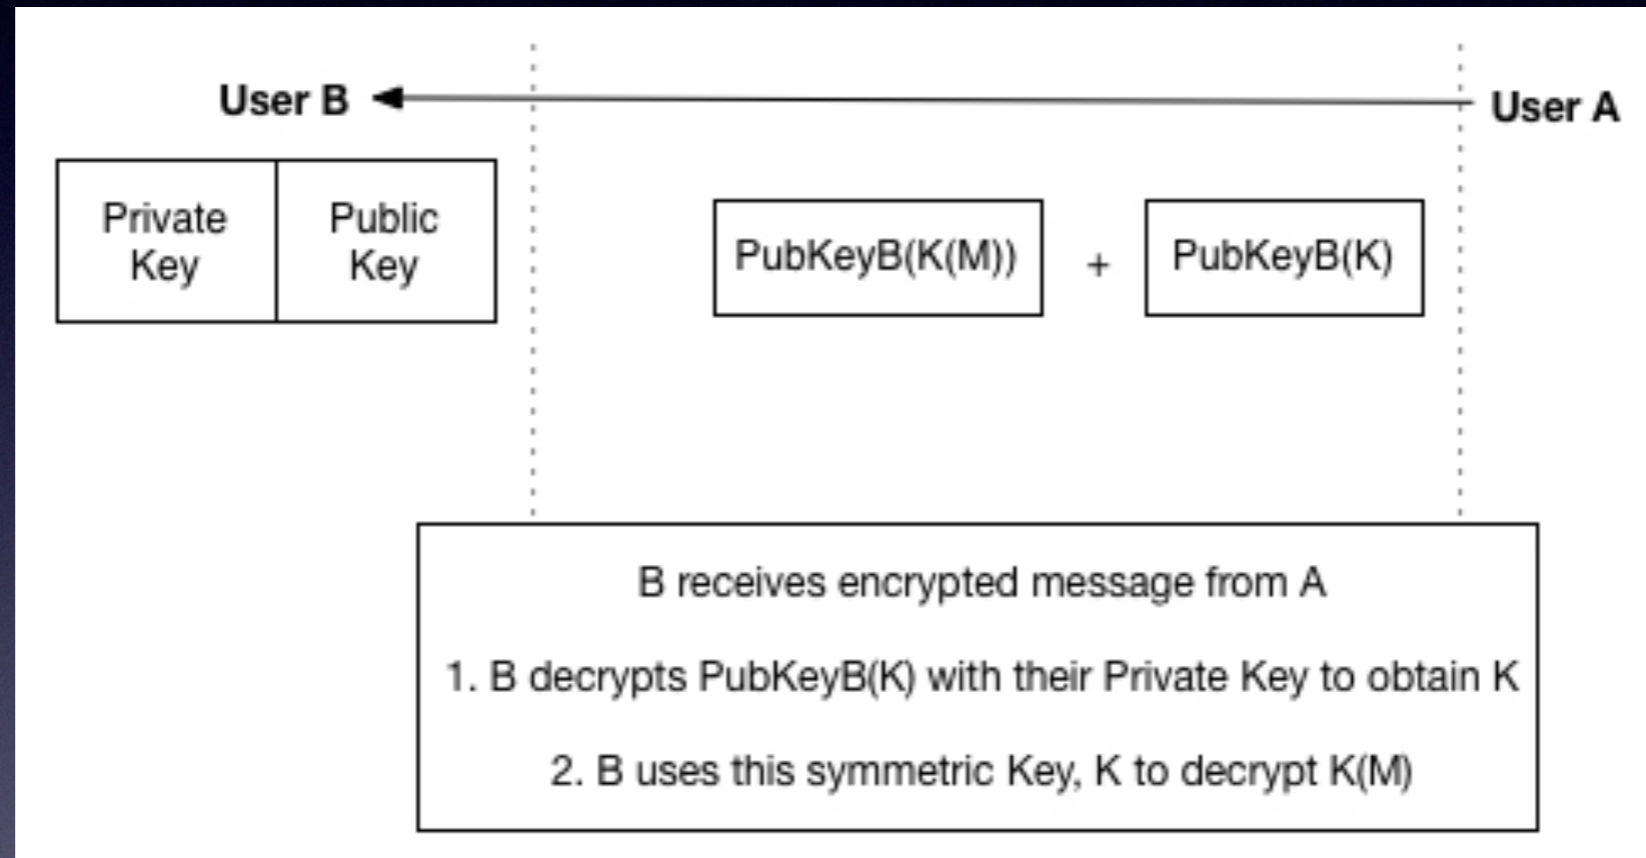 User B
User A
Private
Key
Public
Key
PubKeyB(K(M))
+
PubKeyB(K)
B receives encrypted message from A
1. B decrypts PubKeyB(K) with their Private Key to obtain K
2. B uses this symmetric Key, K to decrypt K(M)